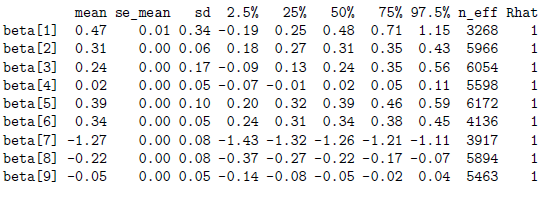 mean se_mean sd 2.5% 25% 50% 75% 97.5% n_eff Rhat
beta[1] 0.47 0.01 0.34 -0.19 0.25 0.48 0.71 1.15 3268 1
beta[2] 0.31 0.00 0.06 0.18 0.27 0.31 0.35 0.43 5966 1
beta[3] 0.24 0.00 0.17 -0.09 0.13 0.24 0.35 0.56 6054 1
beta[4] 0.02 0.00 0.05 -0.07 -0.01 0.02 0.05 0.11 5598 1
beta[5] 0.39 0.00 0.10 0.20 0.32 0.39 0.46 0.59 6172 1
beta[6] 0.34 0.00 0.05 0.24 0.31 0.34 0.38 0.45 4136 1
beta[7] -1.27 0.00 0.08 -1.43 -1.32 -1.26 -1.21 -1.11 3917 1
beta[8] -0.22 0.00 0.08 -0.37 -0.27 -0.22 -0.17 -0.07 5894 1
beta[9] -0.05 0.00 0.05 -0.14 -0.08 -0.05 -0.02 0.04 5463 1